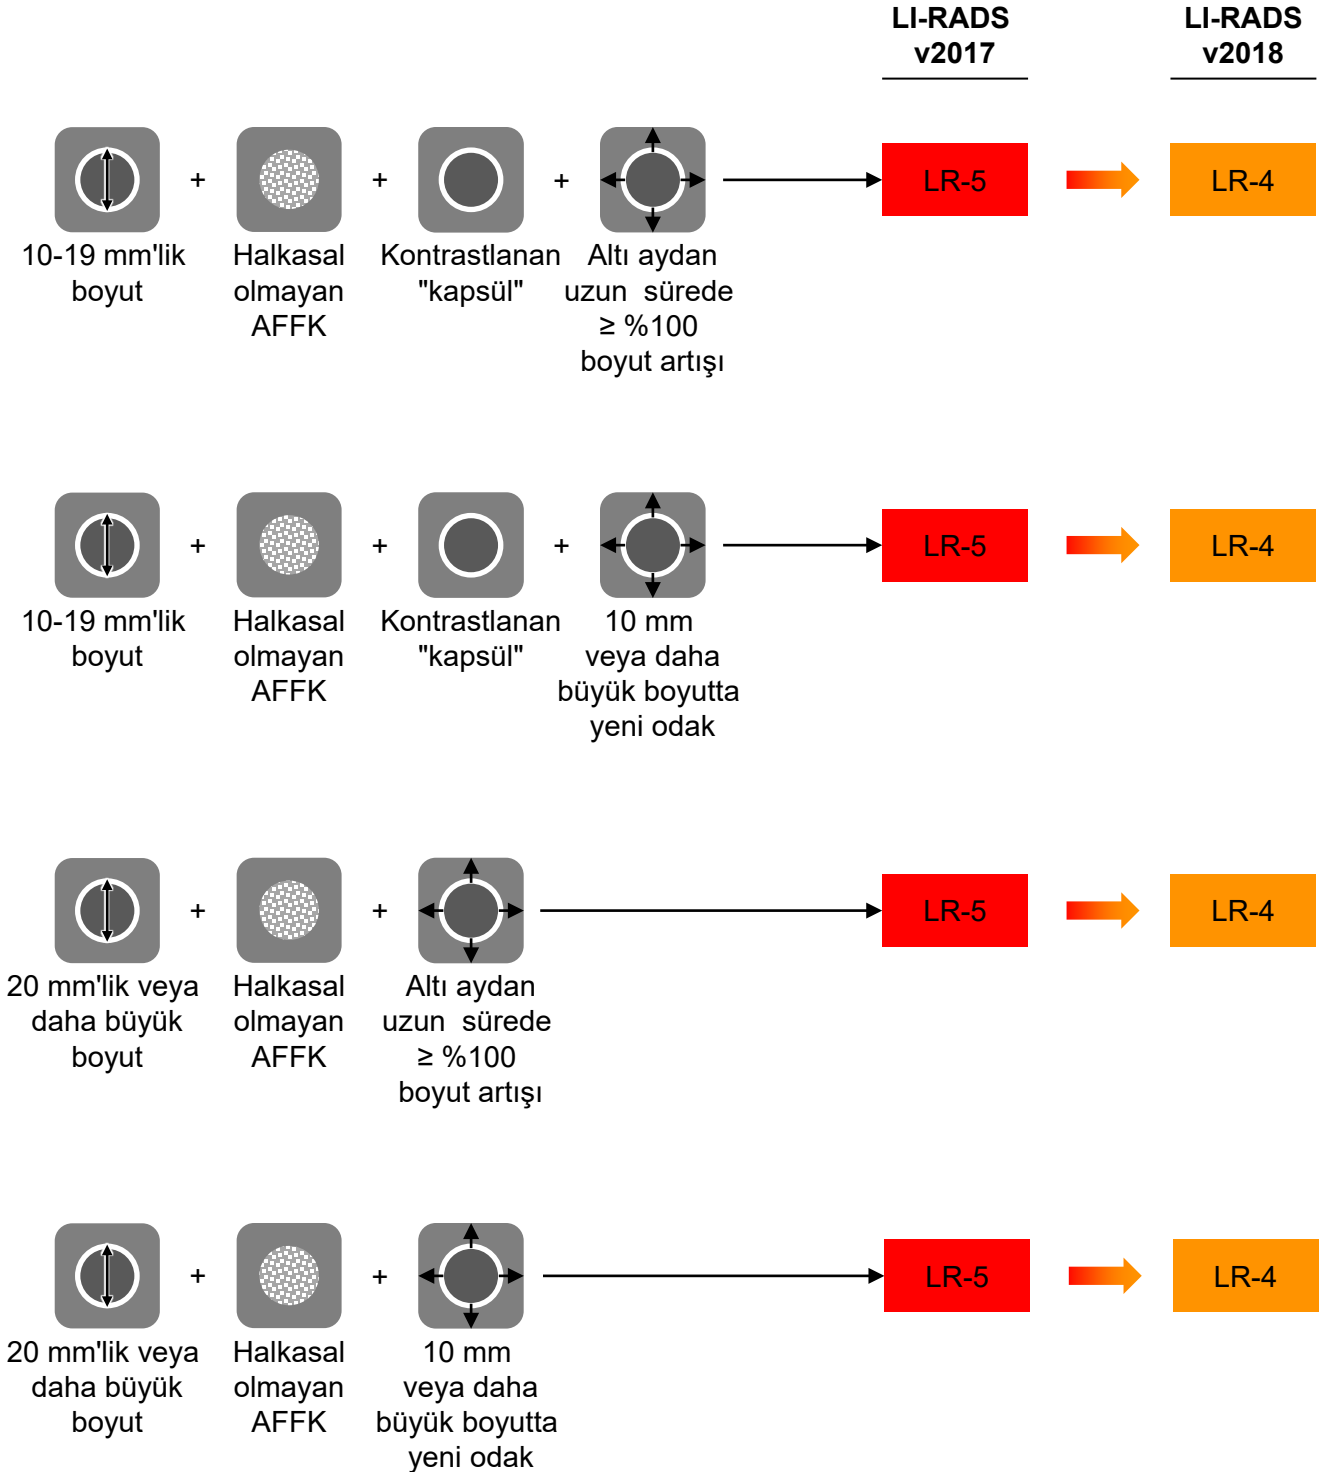 LI-RADS
v2017
LI-RADS
v2018
+
+
+
LR-5
LR-4
10-19 mm'lik
boyut
Halkasal
olmayan
AFFK
Kontrastlanan
"kapsül"
Altı aydan
uzun  sürede
≥ %100
boyut artışı
+
+
+
LR-5
LR-4
10-19 mm'lik
boyut
Halkasal
olmayan
AFFK
Kontrastlanan
"kapsül"
10 mm
veya daha
büyük boyutta
yeni odak
+
+
LR-5
LR-4
20 mm'lik veya
daha büyük
boyut
Halkasal
olmayan
AFFK
Altı aydan
uzun  sürede
≥ %100
boyut artışı
+
+
LR-5
LR-4
20 mm'lik veya
daha büyük
boyut
Halkasal
olmayan
AFFK
10 mm
veya daha
büyük boyutta
yeni odak